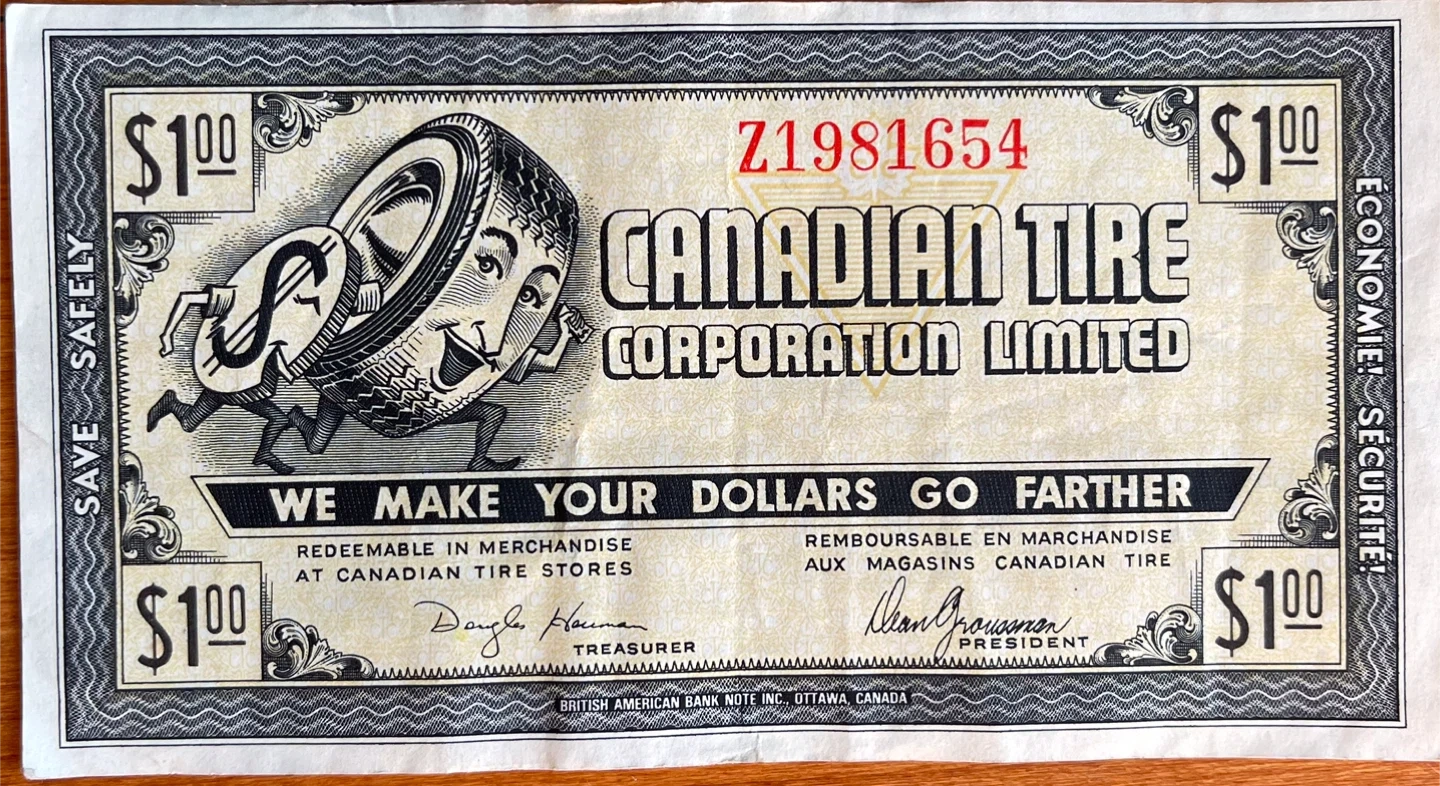 $1.00
Z1981654
$1.00
CANADIAN TIRE
CORPORATION LIMITED
$
SAVE SAFELY
ÉCONOMIE! SÉCURITÉ!
WE MAKE YOUR DOLLARS GO FARTHER
REDEEMABLE IN MERCHANDISE
AT CANADIAN TIRE STORES
REMBOURSABLE EN MARCHANDISE
AUX MAGASINS CANADIAN TIRE
$1.00
Dean Groussman
TREASURER
PRESIDENT
$1.00
BRITISH AMERICAN BANK NOTE INC., OTTAWA, CANADA